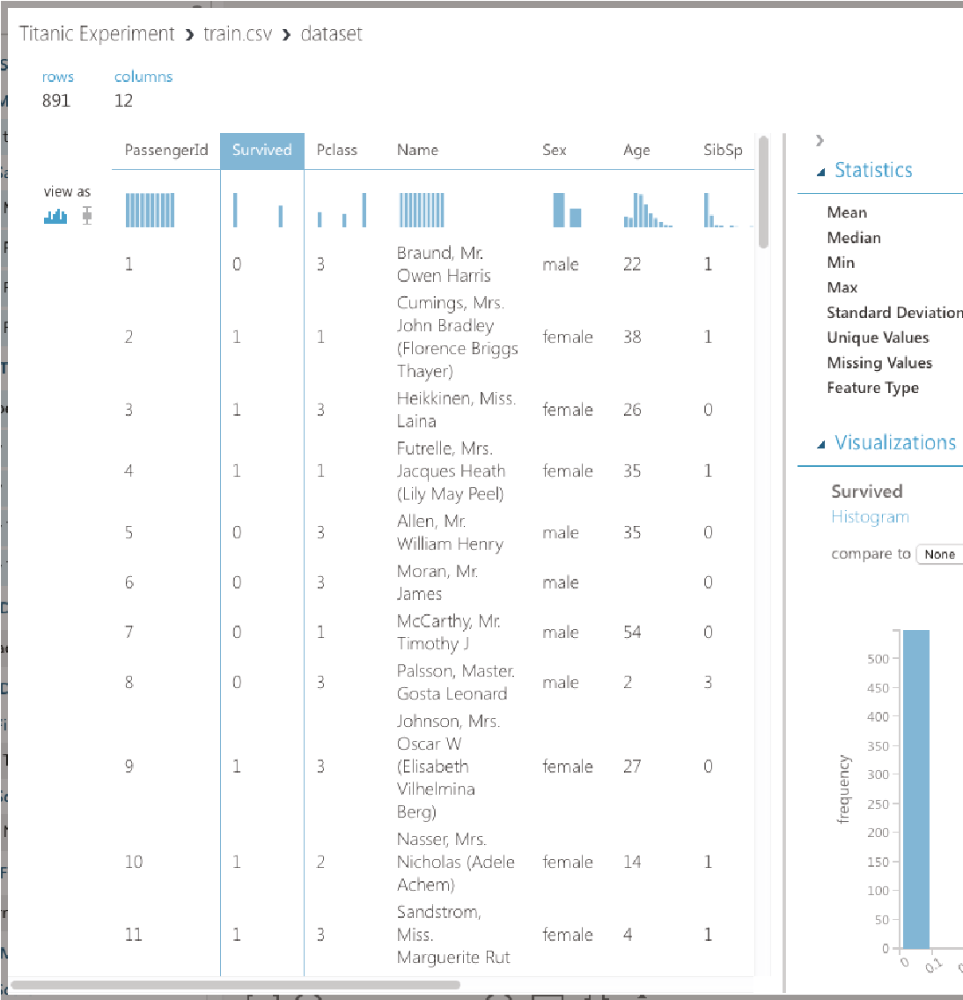 Titanic Experiment › train.csv › dataset
rows columns
891 12
PassengerId Survived Pclass Name Sex Age SibSp
view as
1 0 3 Braund, Mr. Owen Harris male 22 1
2 1 1 Cumings, Mrs. John Bradley (Florence Briggs Thayer) female 38 1
3 1 3 Heikkinen, Miss. Laina female 26 0
4 1 1 Futrelle, Mrs. Jacques Heath (Lily May Peel) female 35 1
5 0 3 Allen, Mr. William Henry male 35 0
6 0 3 Moran, Mr. James male 0
7 0 1 McCarthy, Mr. Timothy J male 54 0
8 0 3 Palsson, Master. Gosta Leonard male 2 3
9 1 3 Johnson, Mrs. Oscar W (Elisabeth Vilhelmina Berg) female 27 0
10 1 2 Nasser, Mrs. Nicholas (Adele Achem) female 14 1
11 1 3 Sandstrom, Miss. Marguerite Rut female 4 1
Statistics
Mean
Median
Min
Max
Standard Deviation
Unique Values
Missing Values
Feature Type
Visualizations
Survived
Histogram
compare to None
frequency
500
450
400
350
300
250
200
150
100
50
0
0 0.1